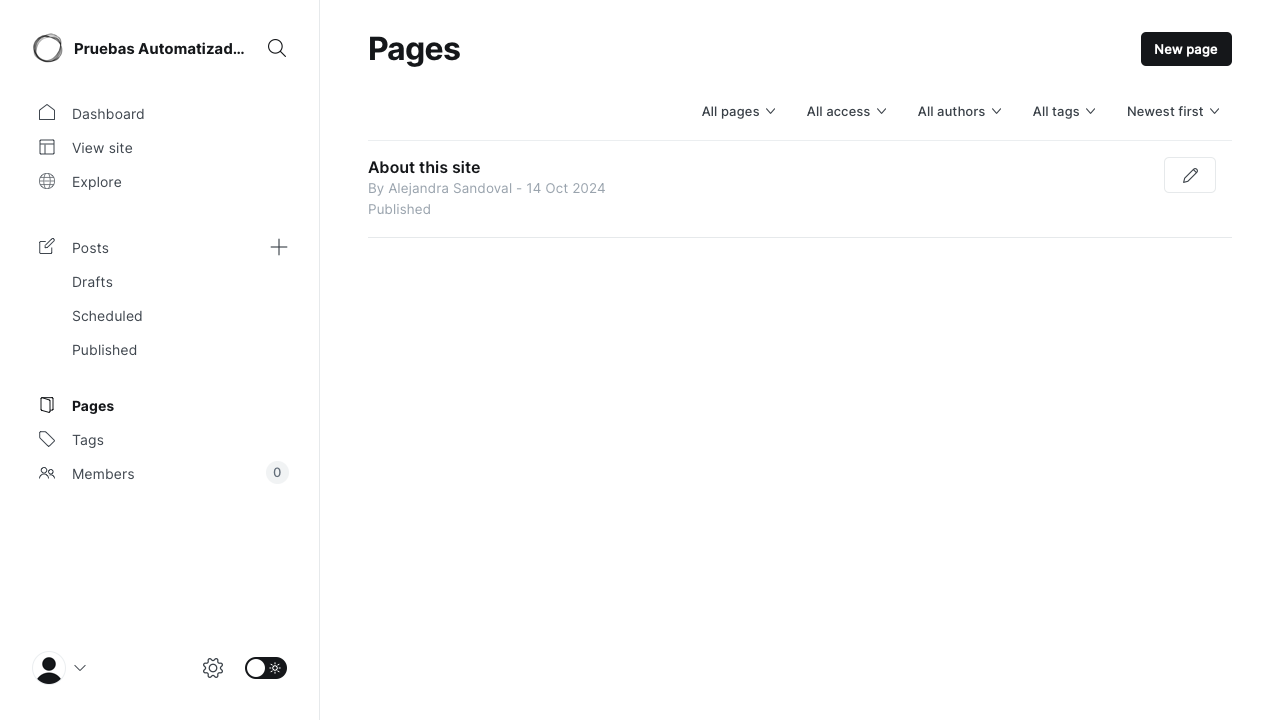 Pruebas Automatizad...
Dashboard
View site
Explore
Posts
Drafts
Scheduled
Published
Pages
Tags
Members
0
Pages
New page
All pages
All access
All authors
All tags
Newest first
About this site
By Alejandra Sandoval - 14 Oct 2024
Published